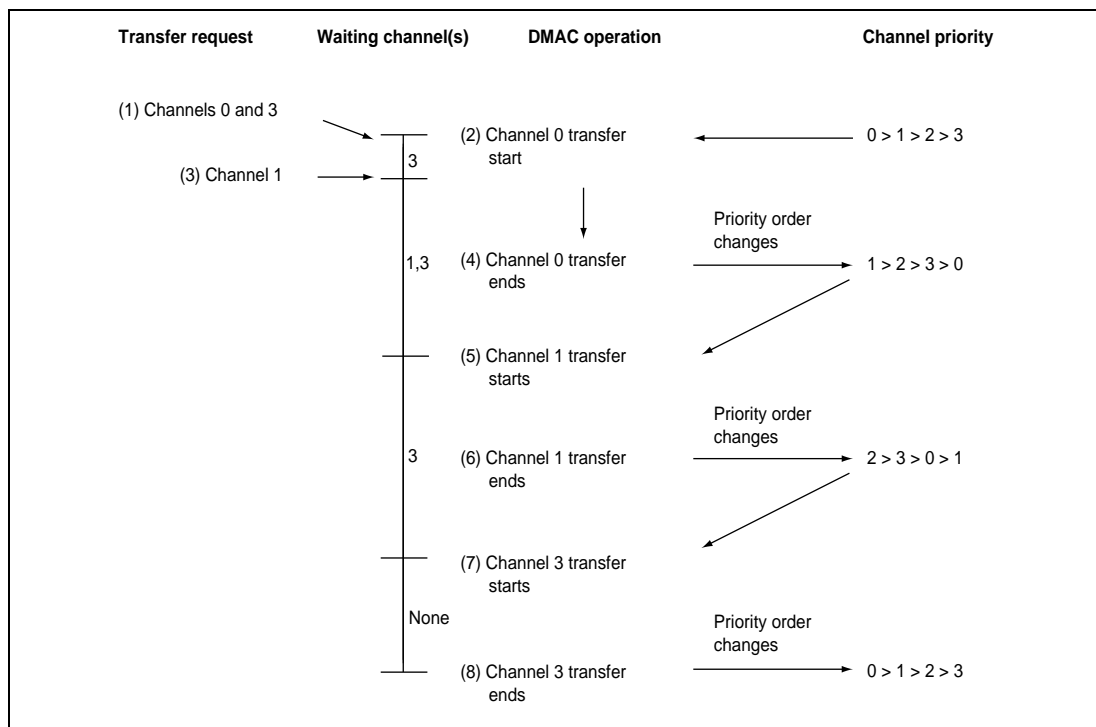 Transfer request Waiting channel(s) DMAC operation Channel priority
(1) Channels 0 and 3
(2) Channel 0 transfer
start
0 > 1 > 2 > 3
3
(3) Channel 1
Priority order
changes
1,3
(4) Channel 0 transfer
ends
1 > 2 > 3 > 0
(5) Channel 1 transfer
starts
Priority order
changes
3
(6) Channel 1 transfer
ends
2 > 3 > 0 > 1
(7) Channel 3 transfer
starts
None
Priority order
changes
(8) Channel 3 transfer
ends
0 > 1 > 2 > 3